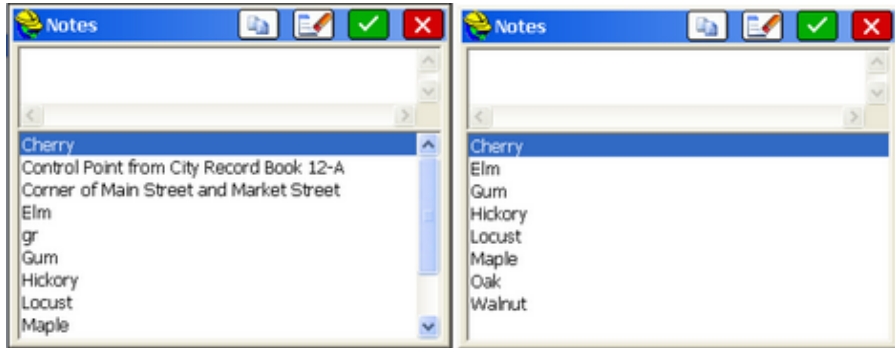 Notes
Cherry
Control Point from City Record Book 12-A
Corner of Main Street and Market Street
Elm
gr
Gum
Hickory
Locust
Maple
Notes
Cherry
Elm
Gum
Hickory
Locust
Maple
Oak
Walnut